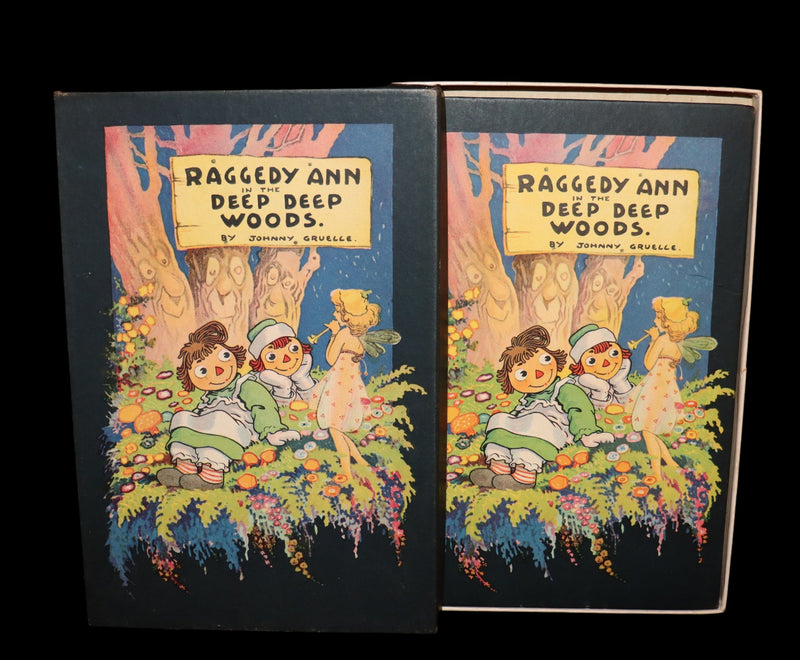 RAGGEDY ANN
IN THE
DEEP DEEP
WOODS.
BY JOHNNY GRUELLE.
RAGGEDY ANN
IN THE
DEEP DEEP
WOODS.
BY JOHNNY GRUELLE.